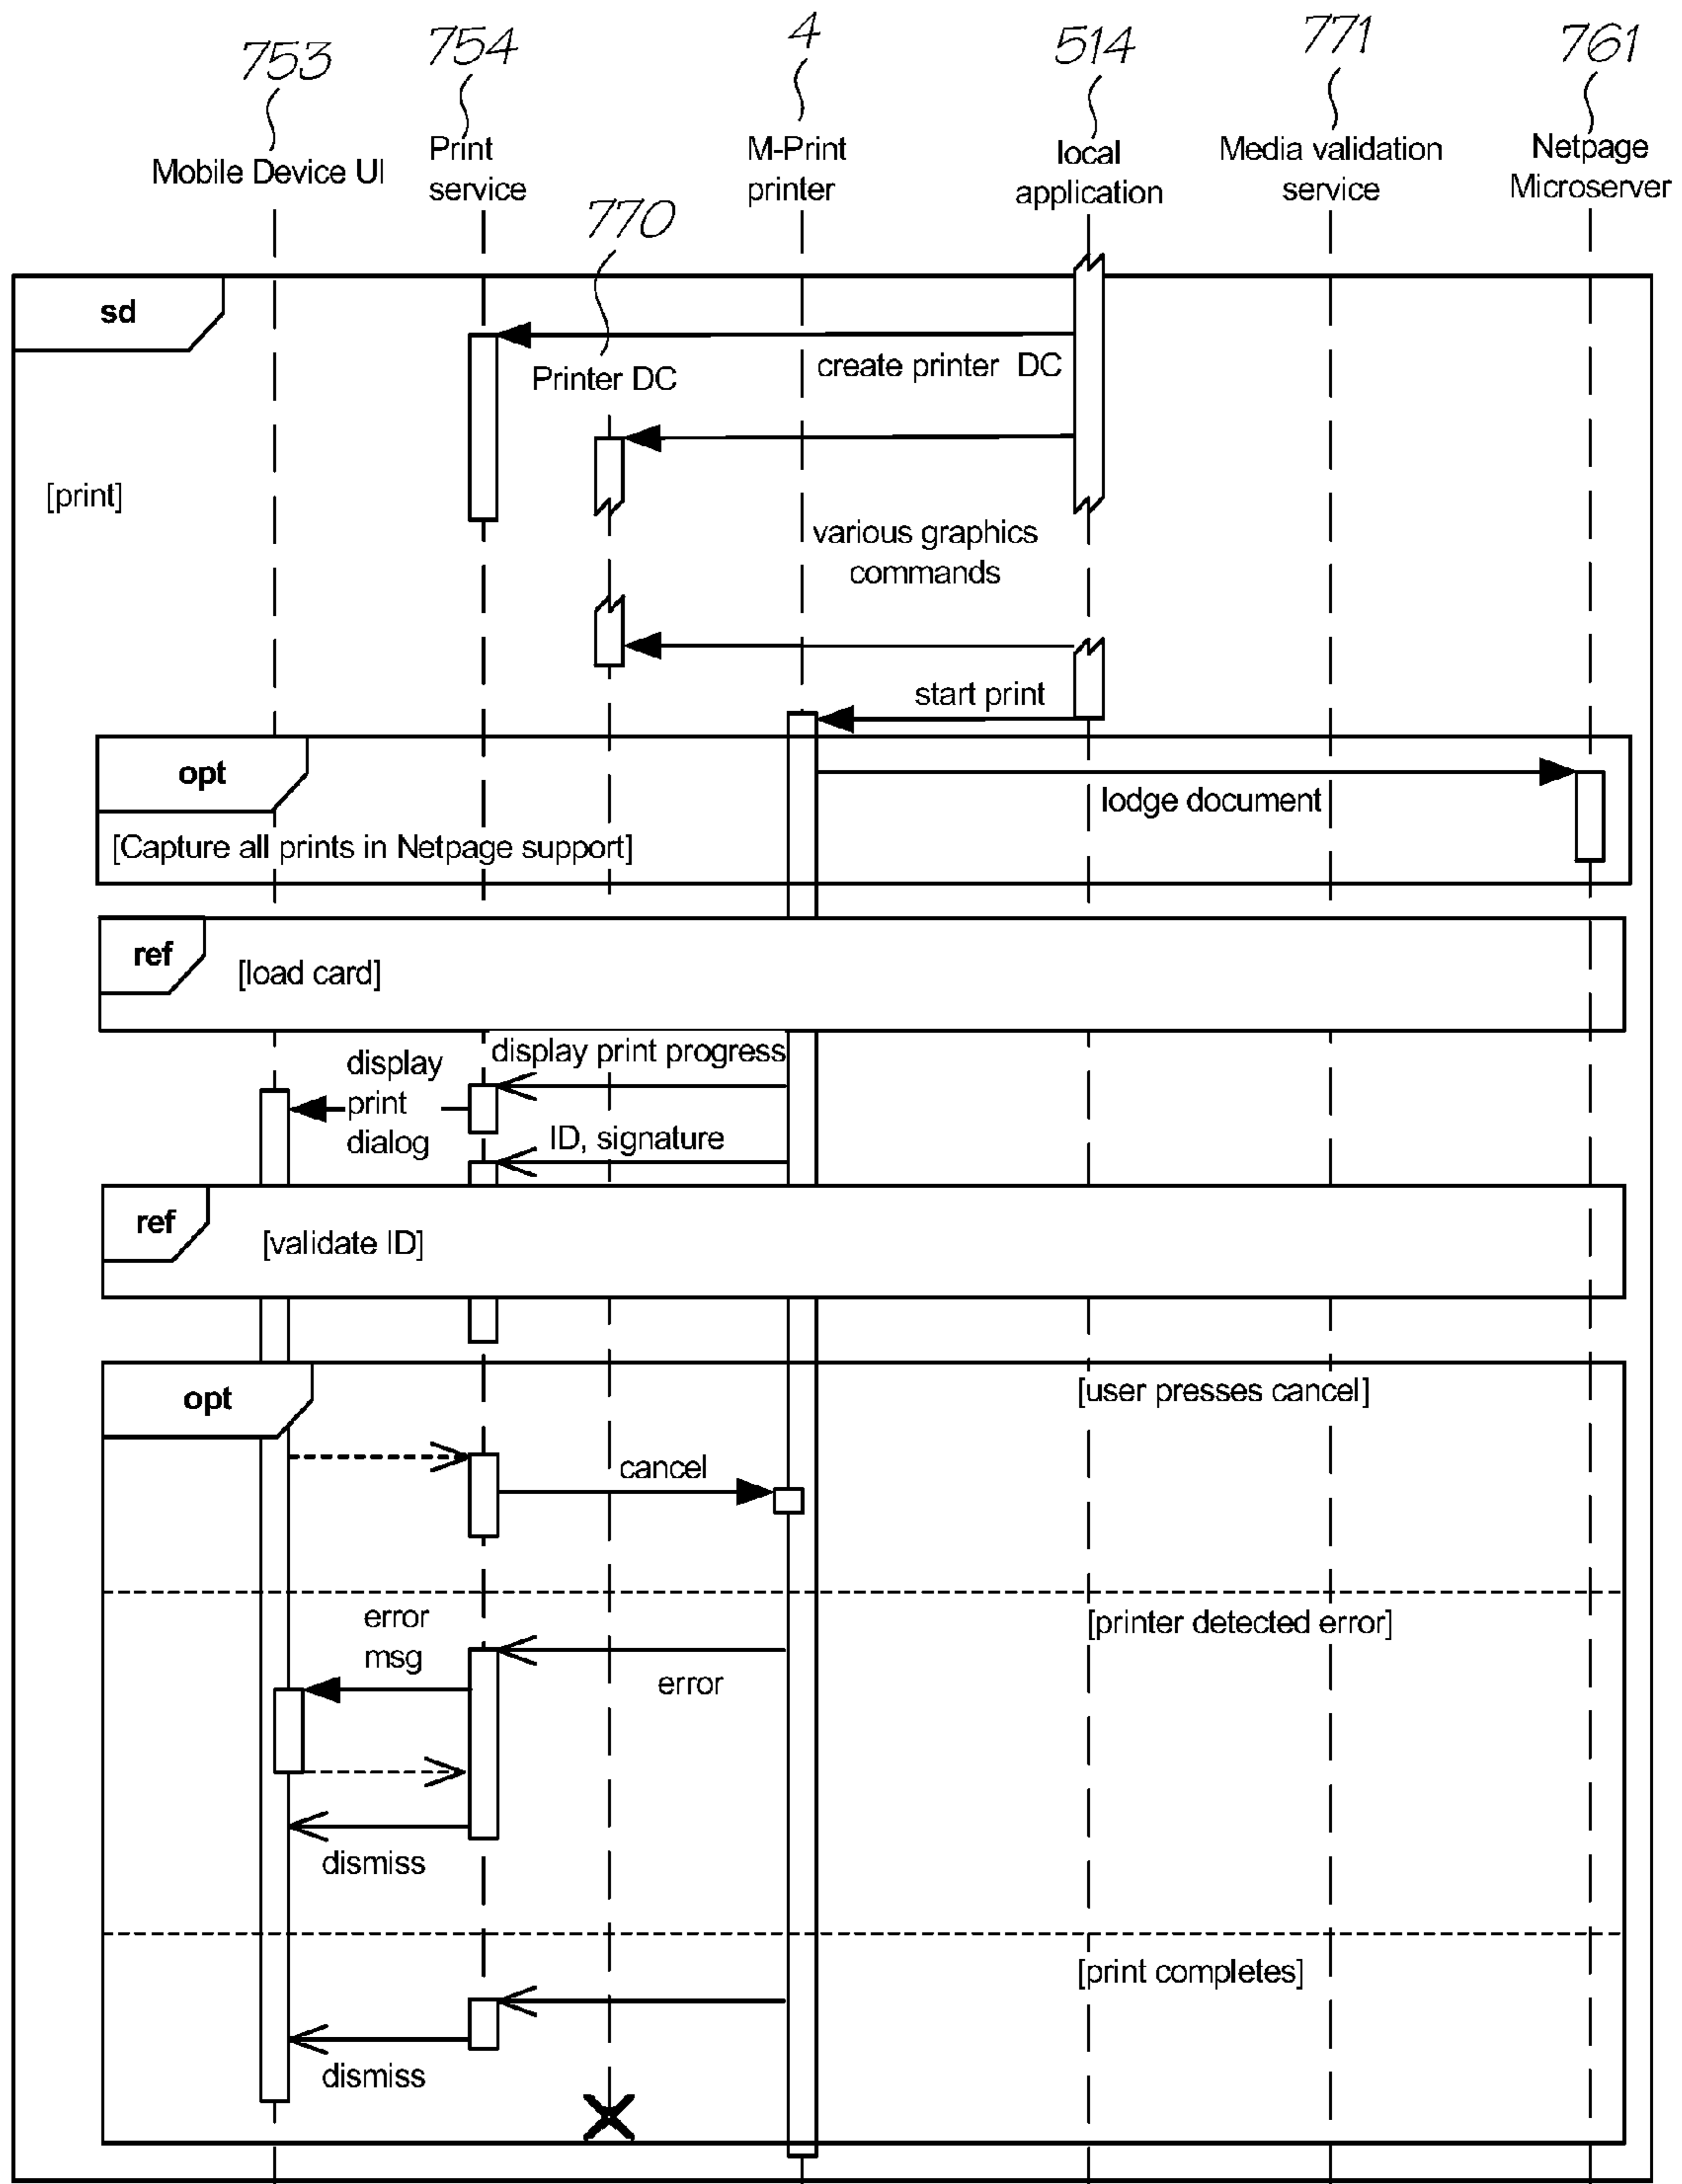 753
754
4
514
771
761
Mobile Device UI
Print
service
M-Print
printer
local
application
Media validation
service
Netpage
Microserver
770
sd
create printer DC
Printer DC
[print]
various graphics
commands
start print
opt
lodge document
[Capture all prints in Netpage support]
ref
[load card]
display print progress
display
print
dialog
ID, signature
ref
[validate ID]
opt
[user presses cancel]
cancel
[printer detected error]
error
msg
error
dismiss
[print completes]
dismiss